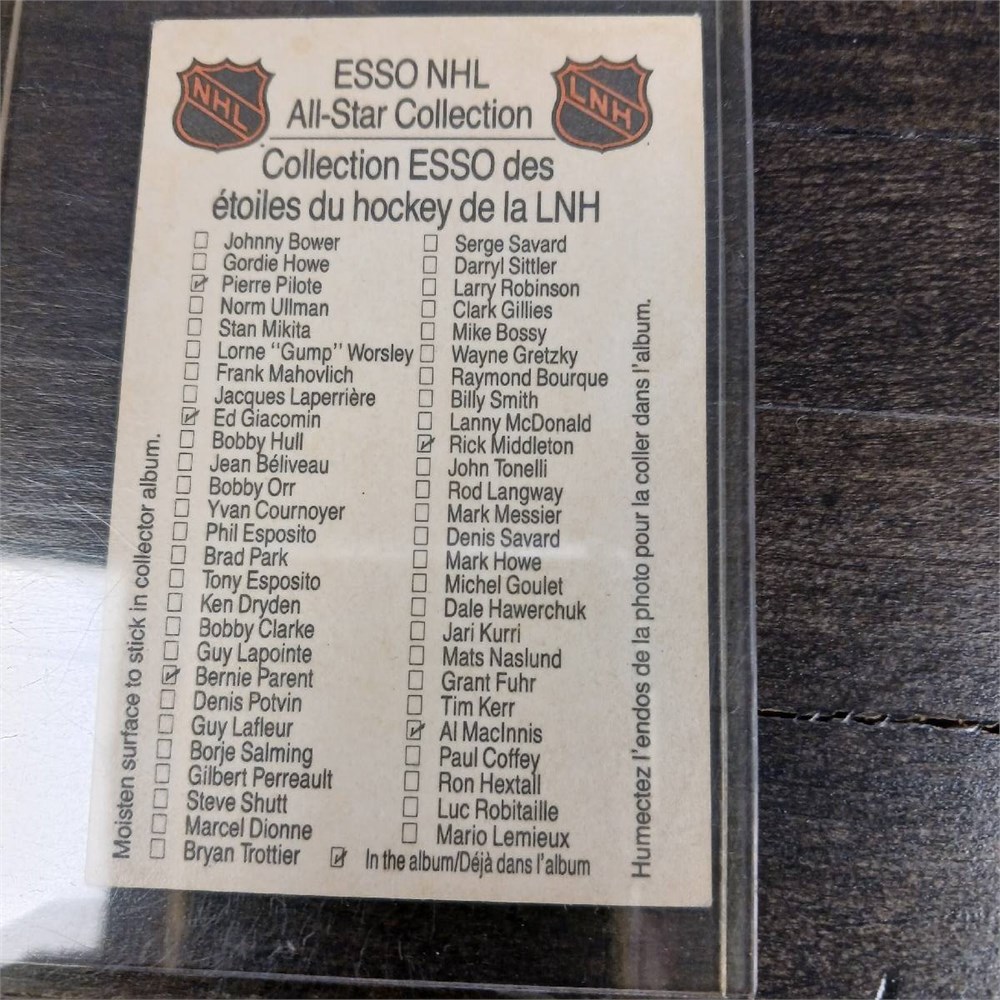 NHL
ESSO NHL
LNH
All-Star Collection
Collection ESSO des
étoiles du hockey de la LNH
Johnny Bower
Gordie Howe
Pierre Pilote
Norm Ullman
Stan Mikita
Lorne "Gump" Worsley
Frank Mahovlich
Jacques Laperrière
Ed Giacomin
Bobby Hull
Jean Béliveau
Bobby Orr
Yvan Cournoyer
Phil Esposito
Brad Park
Tony Esposito
Ken Dryden
Bobby Clarke
Guy Lapointe
Bernie Parent
Denis Potvin
Guy Lafleur
Borje Salming
Gilbert Perreault
Steve Shutt
Marcel Dionne
Bryan Trottier
Serge Savard
Darryl Sittler
Larry Robinson
Clark Gillies
Mike Bossy
Wayne Gretzky
Raymond Bourque
Billy Smith
Lanny McDonald
Rick Middleton
John Tonelli
Rod Langway
Mark Messier
Denis Savard
Mark Howe
Michel Goulet
Dale Hawerchuk
Jari Kurri
Mats Naslund
Grant Fuhr
Tim Kerr
Al MacInnis
Paul Coffey
Ron Hextall
Luc Robitaille
Mario Lemieux
In the album/Déjà dans l'album
Moisten surface to stick in collector album.
Humectez l'endos de la photo pour la coller dans l'album.